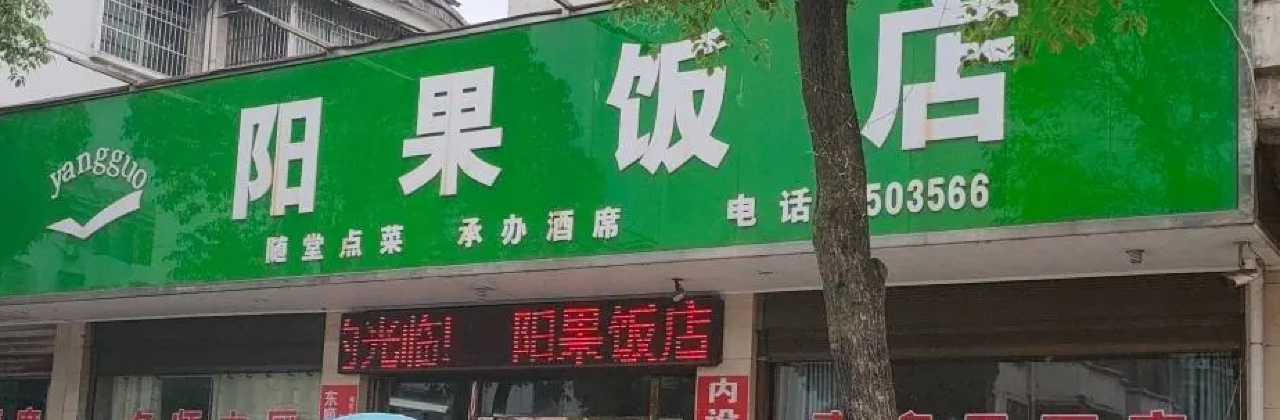 yangguo
阳果饭店
随堂点菜 承办酒席 电话 503566
光临! 阳果饭店
内设